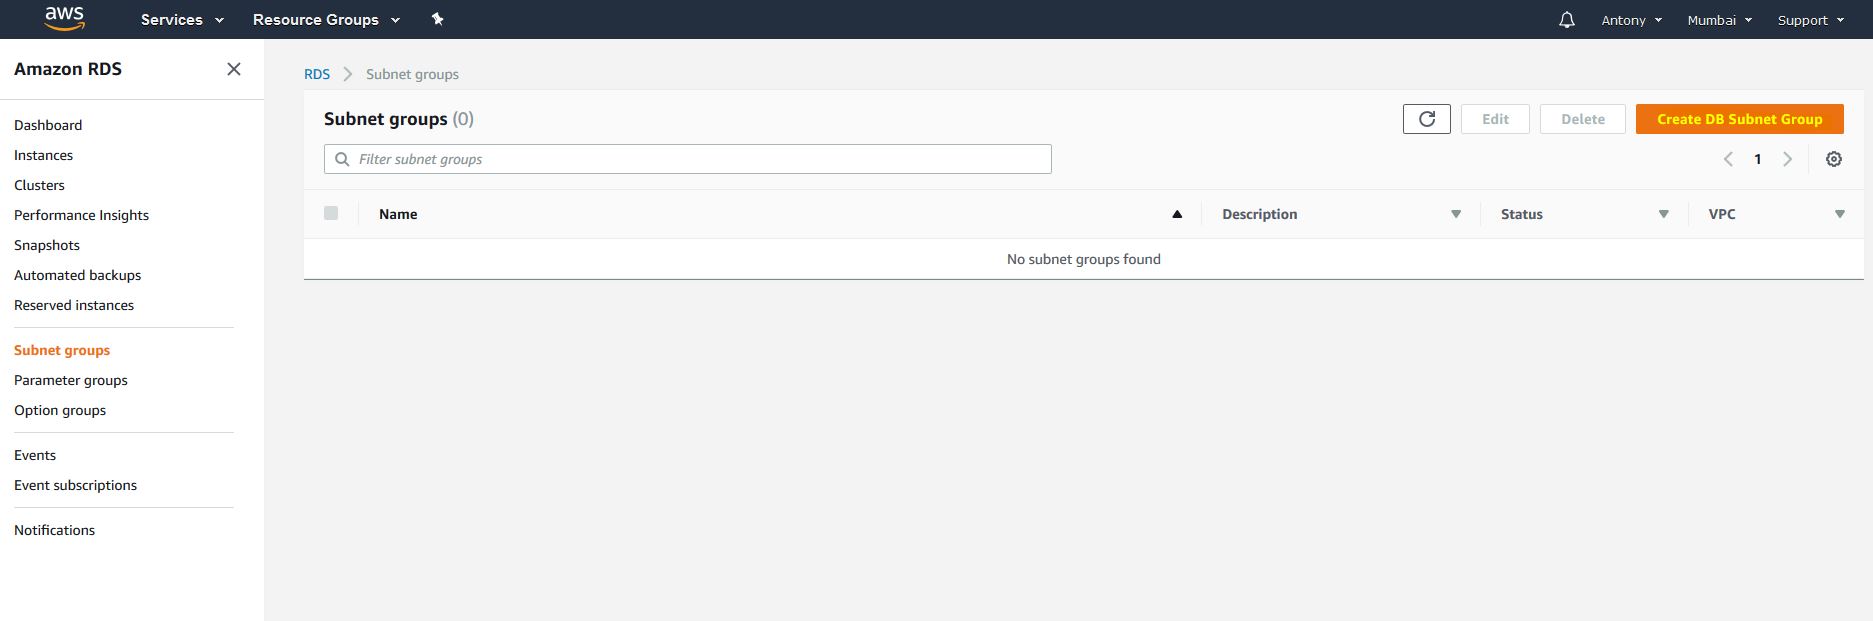 aws Services Resource Groups Antony Mumbai Support
Amazon RDS
Dashboard
Instances
Clusters
Performance Insights
Snapshots
Automated backups
Reserved instances
Subnet groups
Parameter groups
Option groups
Events
Event subscriptions
Notifications
RDS Subnet groups
Subnet groups (0) Edit Delete Create DB Subnet Group
Filter subnet groups 1
Name Description Status VPC
No subnet groups found